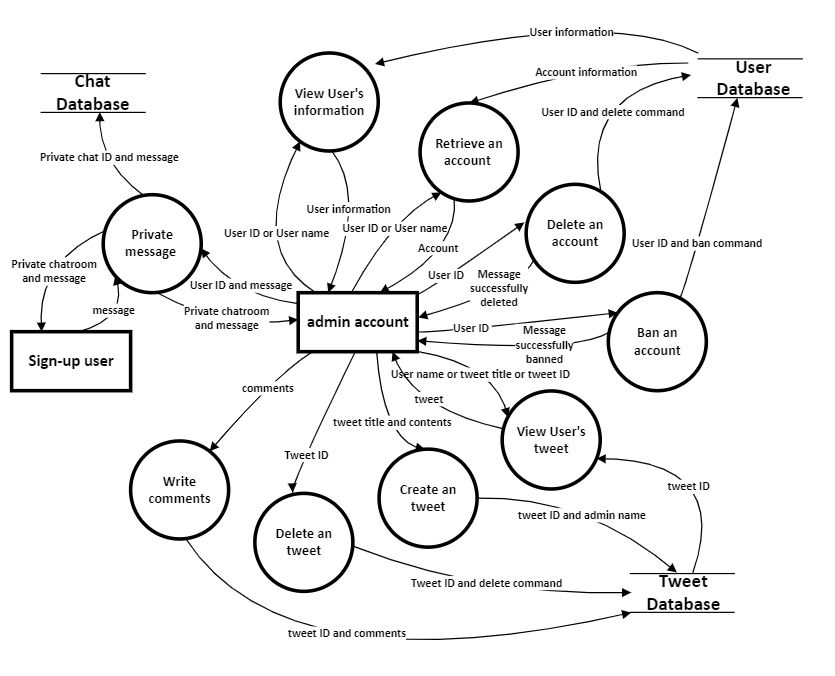 User information
User
Database
Chat
Database
Account information
View User's
information
User ID and delete command
Retrieve an
account
Private chat ID and message
User information
User ID or User name
User ID or User name
Delete an
account
Private
message
User ID and ban command
Account
Private chatroom
and message
User ID
Message
successfully
deleted
User ID and message
message
Private chatroom
and message
admin account
User ID
Message
successfully
banned
Ban an
account
Sign-up user
User name or tweet title or tweet ID
comments
tweet
tweet title and contents
View User's
tweet
Tweet ID
Write
comments
Create an
tweet
tweet ID
tweet ID and admin name
Delete an
tweet
Tweet ID and delete command
Tweet
Database
tweet ID and comments